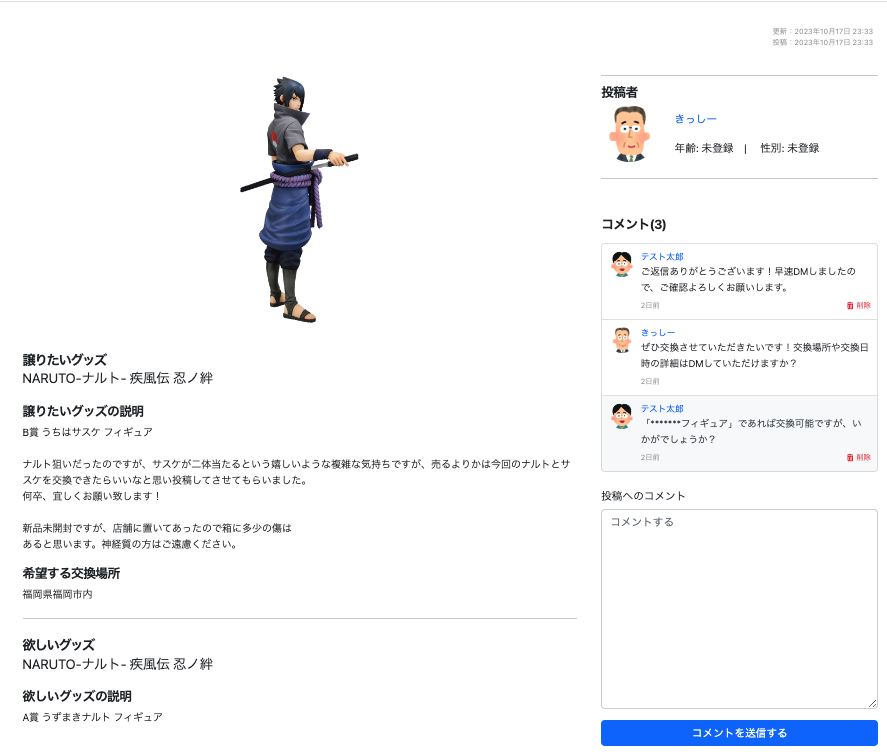 更新：2023年10月17日 23:33
投稿：2023年10月17日 23:33
譲りたいグッズ
NARUTO-ナルト- 疾風伝 忍ノ絆
譲りたいグッズの説明
B賞 うちはサスケ フィギュア
ナルト狙いだったのですが、サスケが二体当たるという嬉しいような複雑な気持ちですが、売るよりかは今回のナルトとサ
スケを交換できたらいいなと思い投稿してさせてもらいました。
何卒、宜しくお願い致します！
新品未開封ですが、店舗に置いてあったので箱に多少の傷は
あると思います。神経質の方はご遠慮ください。
希望する交換場所
福岡県福岡市内
欲しいグッズ
NARUTO-ナルト- 疾風伝 忍ノ絆
欲しいグッズの説明
A賞 うずまきナルト フィギュア
投稿者
きっしー
年齢: 未登録 | 性別: 未登録
コメント(3)
テスト太郎
ご返信ありがとうございます！早速DMしましたの
で、ご確認よろしくお願いします。
2日前 削除
きっしー
ぜひ交換させていただきたいです！交換場所や交換日
時の詳細はDMしていただけますか？
2日前
テスト太郎
「*******フィギュア」であれば交換可能ですが、い
かがでしょうか？
2日前 削除
投稿へのコメント
コメントする
コメントを送信する